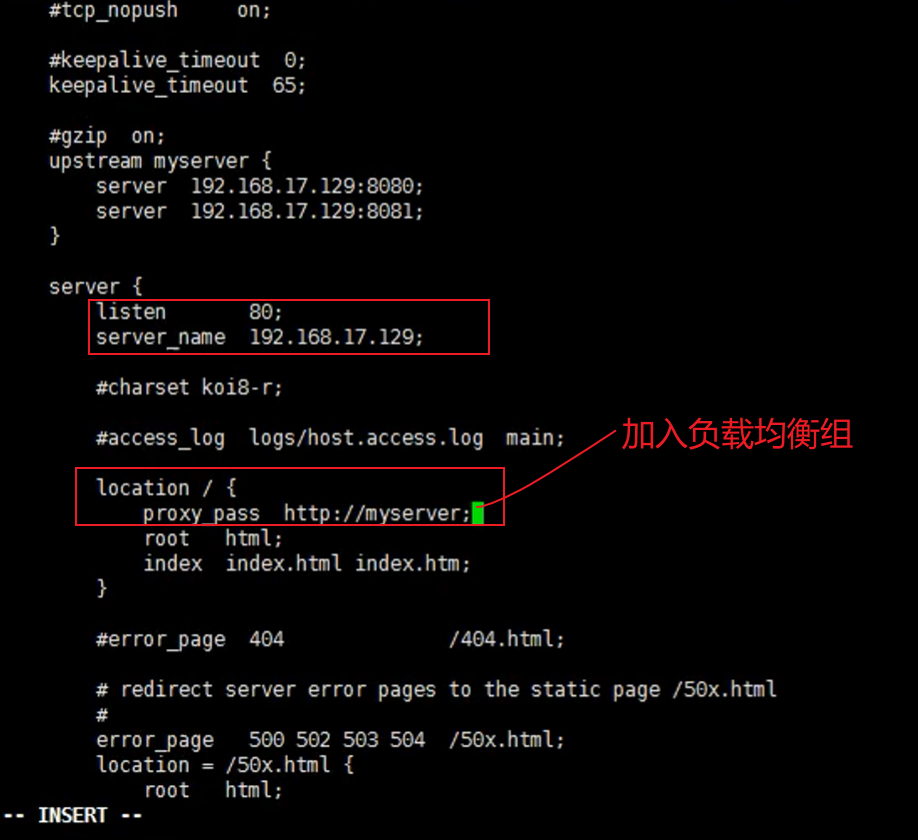 #tcp_nopush     on;
#keepalive_timeout  0;
keepalive_timeout  65;
#gzip  on;
upstream myserver {
server  192.168.17.129:8080;
server  192.168.17.129:8081;
}
server {
listen       80;
server_name  192.168.17.129;
#charset koi8-r;
#access_log  logs/host.access.log  main;
加入负载均衡组
location / {
proxy_pass  http://myserver;
root   html;
index  index.html index.htm;
}
#error_page  404              /404.html;
# redirect server error pages to the static page /50x.html
#
error_page   500 502 503 504  /50x.html;
location = /50x.html {
root   html;
-- INSERT --